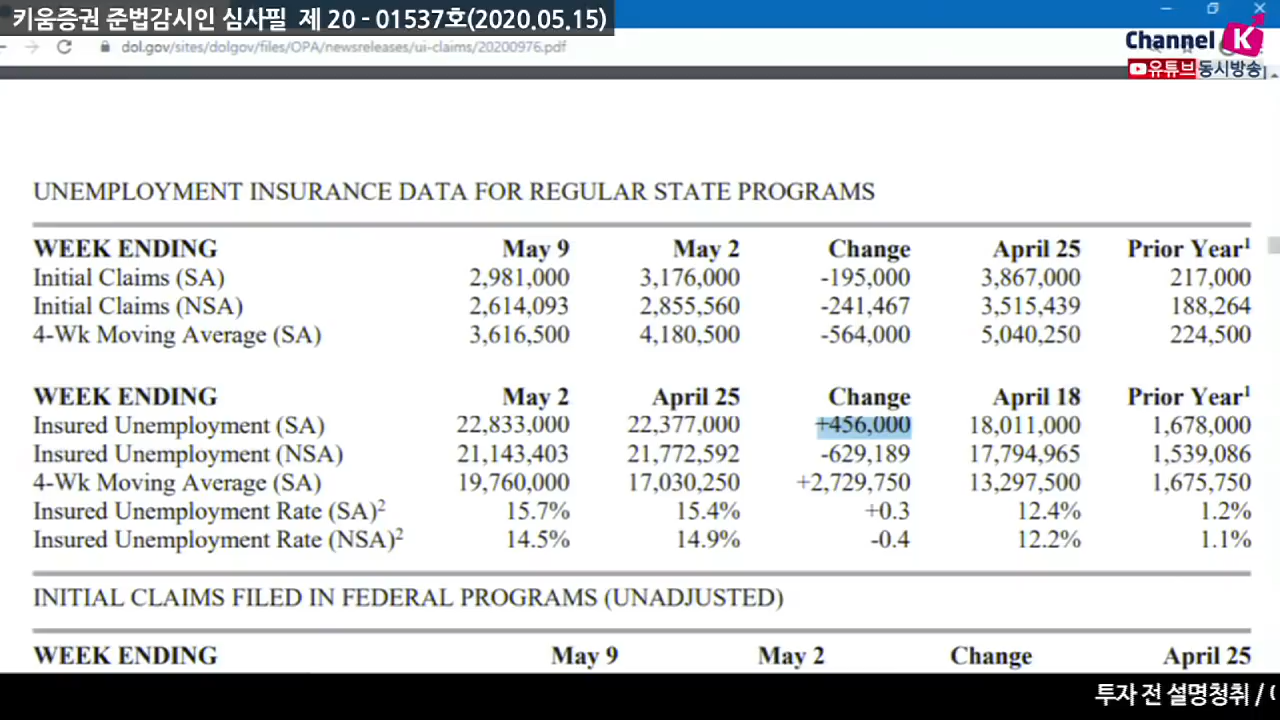 키움증권 준법감시인 심사필 제 20 - 01537호(2020.05.15)
dol.gov/sites/dolgov/files/OPA/newsreleases/ui-claims/20200976.pdf
Channel K
유튜브 동시방송
UNEMPLOYMENT INSURANCE DATA FOR REGULAR STATE PROGRAMS
WEEK ENDING May 9 May 2 Change April 25 Prior Year¹
Initial Claims (SA) 2,981,000 3,176,000 -195,000 3,867,000 217,000
Initial Claims (NSA) 2,614,093 2,855,560 -241,467 3,515,439 188,264
4-Wk Moving Average (SA) 3,616,500 4,180,500 -564,000 5,040,250 224,500
WEEK ENDING May 2 April 25 Change April 18 Prior Year¹
Insured Unemployment (SA) 22,833,000 22,377,000 +456,000 18,011,000 1,678,000
Insured Unemployment (NSA) 21,143,403 21,772,592 -629,189 17,794,965 1,539,086
4-Wk Moving Average (SA) 19,760,000 17,030,250 +2,729,750 13,297,500 1,675,750
Insured Unemployment Rate (SA)² 15.7% 15.4% +0.3 12.4% 1.2%
Insured Unemployment Rate (NSA)² 14.5% 14.9% -0.4 12.2% 1.1%
INITIAL CLAIMS FILED IN FEDERAL PROGRAMS (UNADJUSTED)
WEEK ENDING May 9 May 2 Change April 25
투자 전 설명청취 /